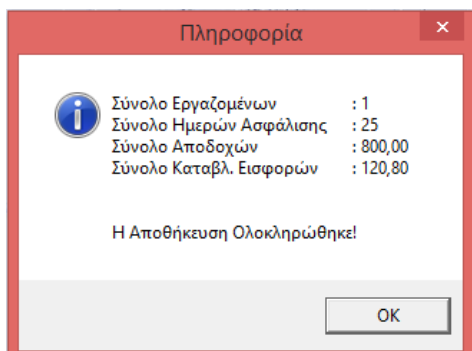 Πληροφορία
Σύνολο Εργαζομένων : 1
Σύνολο Ημερών Ασφάλισης : 25
Σύνολο Αποδοχών : 800,00
Σύνολο Καταβλ. Εισφορών : 120,80
Η Αποθήκευση Ολοκληρώθηκε!
OK